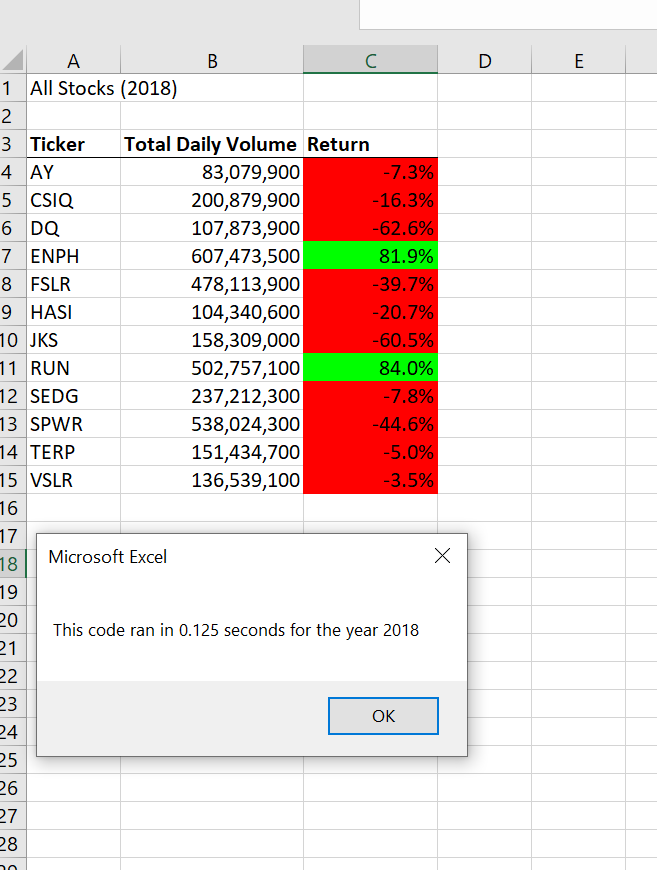 A B C D E
1 All Stocks (2018)
2
3 Ticker Total Daily Volume Return
4 AY 83,079,900 -7.3%
5 CSIQ 200,879,900 -16.3%
6 DQ 107,873,900 -62.6%
7 ENPH 607,473,500 81.9%
8 FSLR 478,113,900 -39.7%
9 HASI 104,340,600 -20.7%
10 JKS 158,309,000 -60.5%
11 RUN 502,757,100 84.0%
12 SEDG 237,212,300 -7.8%
13 SPWR 538,024,300 -44.6%
14 TERP 151,434,700 -5.0%
15 VSLR 136,539,100 -3.5%
16
17
Microsoft Excel
18
19
20
This code ran in 0.125 seconds for the year 2018
21
22
23
OK
24
25
26
27
28